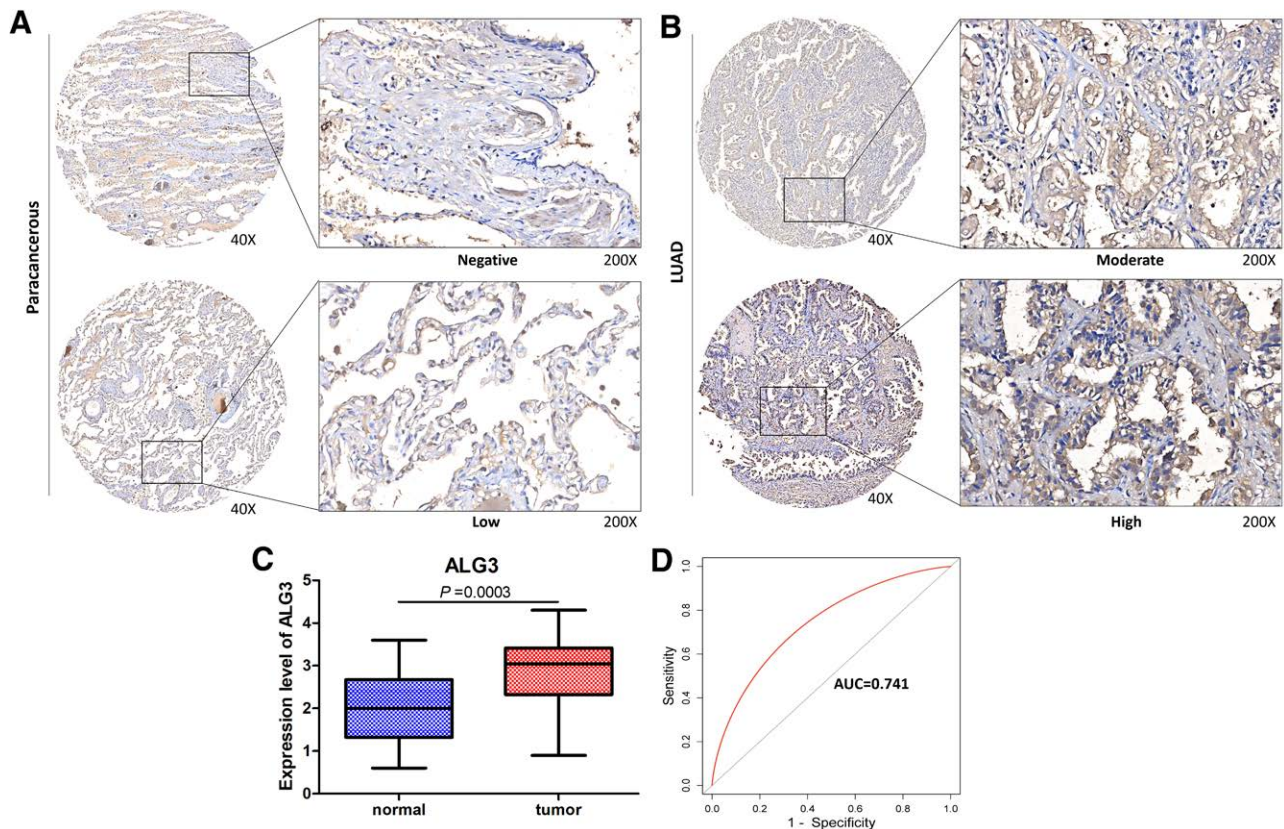 A
Paracancerous
40X
Negative
200X
40X
Low
200X
B
LUAD
40X
Moderate
200X
40X
High
200X
C
ALG3
P =0.0003
Expression level of ALG3
5
4
3
2
1
0
normal
tumor
D
Sensitivity
1.0
0.8
0.6
0.4
0.2
0.0
AUC=0.741
0.0 0.2 0.4 0.6 0.8 1.0
1 - Specificity